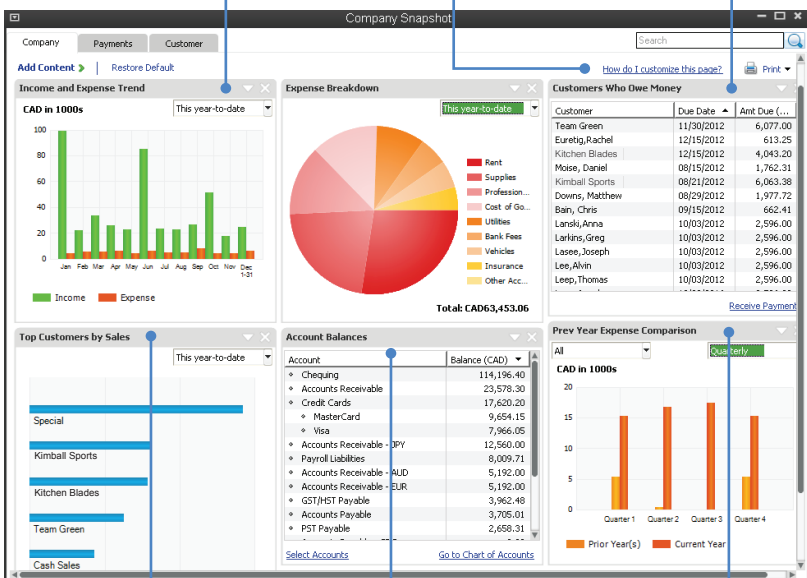 Company Snapshot
Company Payments Customer Search
Add Content Restore Default How do I customize this page? Print
Income and Expense Trend
CAD in 1000s This year-to-date
100
80
60
40
20
0
Jan Feb Mar Apr May Jun Jul Aug Sep Oct Nov Dec
1-31
Income Expense
Expense Breakdown
This year-to-date
Rent
Supplies
Profession...
Cost of Go...
Utilities
Bank Fees
Vehicles
Insurance
Other Acc...
Total: CAD63,453.06
Customers Who Owe Money
Customer Due Date Amt Due (...
Team Green 11/30/2012 6,077.00
Euretig,Rachel 12/15/2012 613.25
Kitchen Blades 12/15/2012 4,043.20
Moise, Daniel 08/15/2012 1,762.31
Kimball Sports 08/21/2012 6,063.38
Downs, Matthew 08/29/2012 1,977.72
Bain, Chris 09/15/2012 662.41
Lanski,Anna 10/03/2012 2,596.00
Larkins,Greg 10/03/2012 2,596.00
Lasee,Joseph 10/03/2012 2,596.00
Lee,Alvin 10/03/2012 2,596.00
Leep,Thomas 10/03/2012 2,596.00
Receive Payment
Top Customers by Sales
This year-to-date
Special
Kimball Sports
Kitchen Blades
Team Green
Cash Sales
Account Balances
Account Balance (CAD)
Chequing 114,196.40
Accounts Receivable 23,578.30
Credit Cards 17,620.20
MasterCard 9,654.15
Visa 7,966.05
Accounts Receivable - JPY 12,560.00
Payroll Liabilities 8,009.71
Accounts Receivable - AUD 5,192.00
Accounts Receivable - EUR 5,192.00
GST/HST Payable 3,962.48
Accounts Payable 3,705.01
PST Payable 2,658.31
Select Accounts Go to Chart of Accounts
Prev Year Expense Comparison
All Quarterly
CAD in 1000s
20
15
10
5
0
Quarter 1 Quarter 2 Quarter 3 Quarter 4
Prior Year(s) Current Year